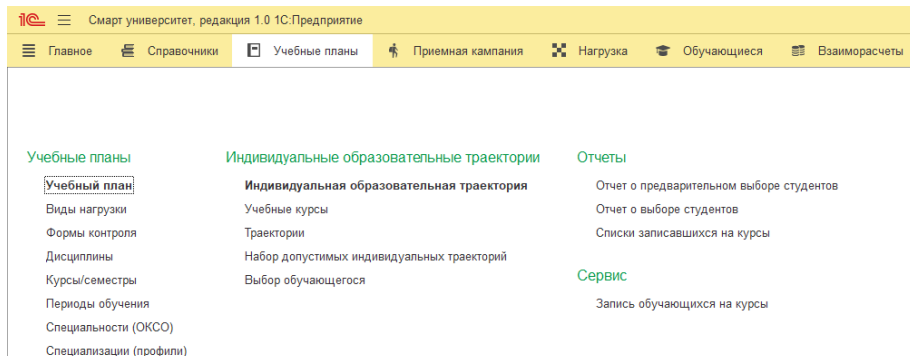 1С Смарт университет, редакция 1.0 1С:Предприятие
Главное Справочники Учебные планы Приемная кампания Нагрузка Обучающиеся Взаиморасчеты
Учебные планы
Учебный план
Виды нагрузки
Формы контроля
Дисциплины
Курсы/семестры
Периоды обучения
Специальности (ОКСО)
Специализации (профили)
Индивидуальные образовательные траектории
Индивидуальная образовательная траектория
Учебные курсы
Траектории
Набор допустимых индивидуальных траекторий
Выбор обучающегося
Отчеты
Отчет о предварительном выборе студентов
Отчет о выборе студентов
Списки записавшихся на курсы
Сервис
Запись обучающихся на курсы